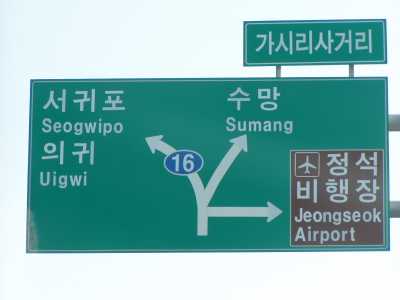 가시리사거리
서귀포
Seogwipo
의귀
Uigwi
수망
Sumang
16
정석
비행장
Jeongseok
Airport